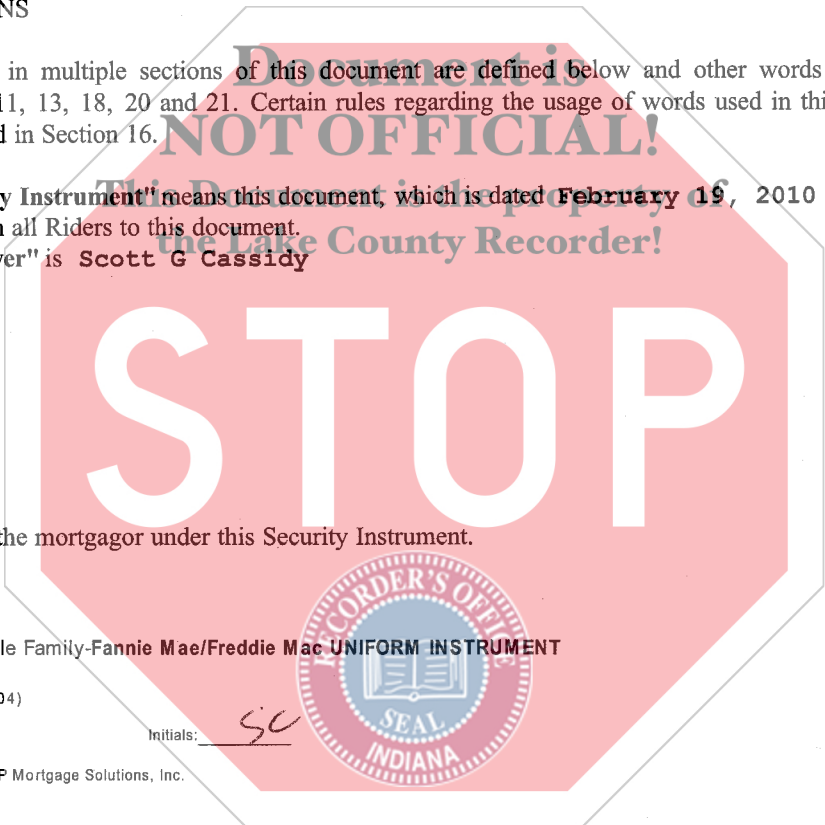 NS
Document is
in multiple sections of this document are defined below and other words
11, 13, 18, 20 and 21. Certain rules regarding the usage of words used in thi
d in Section 16.
NOT OFFICIAL!
y Instrument" means this document, which is dated February 19, 2010
This Document is the property of
n all Riders to this document.
the Lake County Recorder!
er" is Scott G Cassidy
STOP
the mortgagor under this Security Instrument.
RECORDER'S OFFICE
le Family-Fannie Mae/Freddie Mac UNIFORM INSTRUMENT
04)
SEAL
Initials: SC
INDIANA
P Mortgage Solutions, Inc.